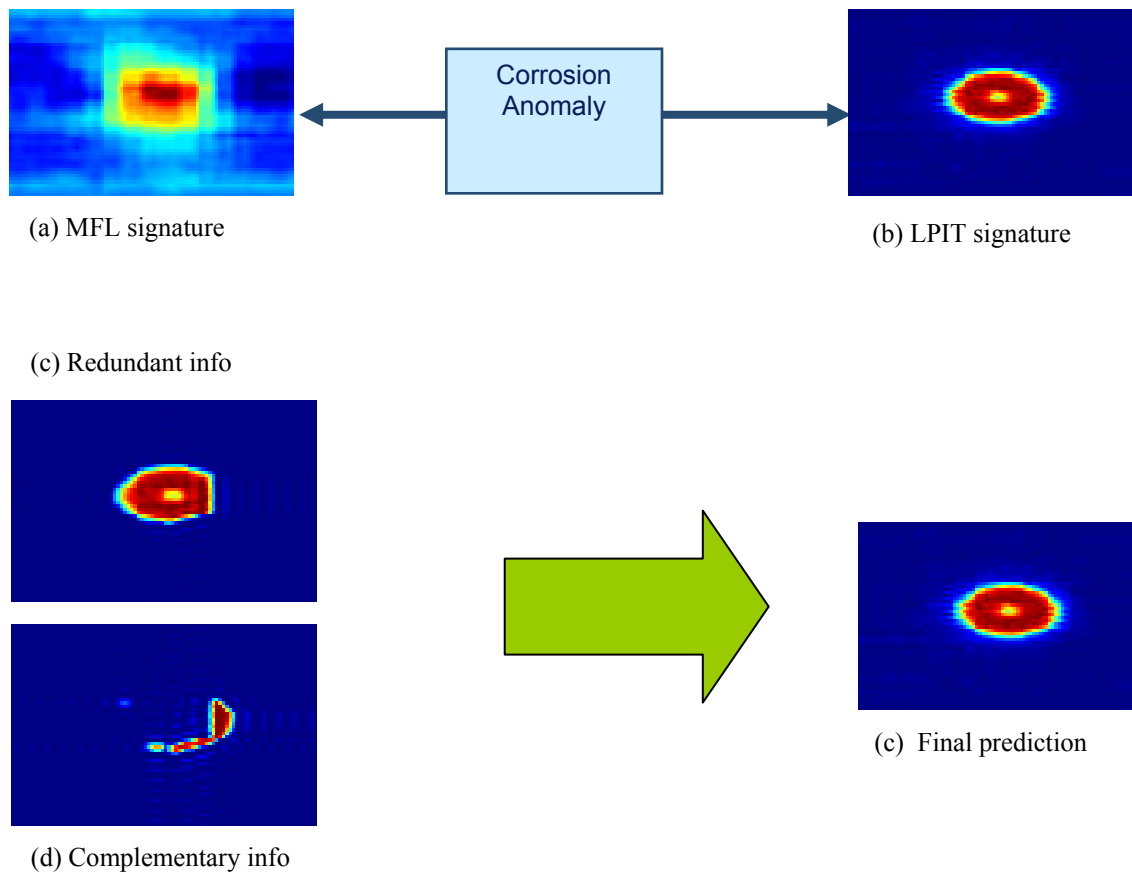 Corrosion
Anomaly
(a) MFL signature
(b) LPIT signature
(c) Redundant info
(c) Final prediction
(d) Complementary info